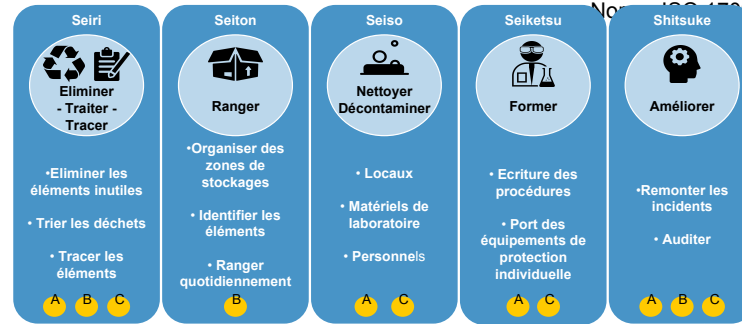 Seiri
Eliminer
- Traiter -
Tracer
•Eliminer les
éléments inutiles
• Trier les déchets
• Tracer les
éléments
A B C
Seiton
Ranger
•Organiser des
zones de
stockages
• Identifier les
éléments
• Ranger
quotidiennement
B
Seiso
Nettoyer
Décontaminer
• Locaux
• Matériels de
laboratoire
• Personnels
A C
Seiketsu
Former
• Ecriture des
procédures
• Port des
équipements de
protection
individuelle
A C
Shitsuke
Améliorer
•Remonter les
incidents
• Auditer
A B C